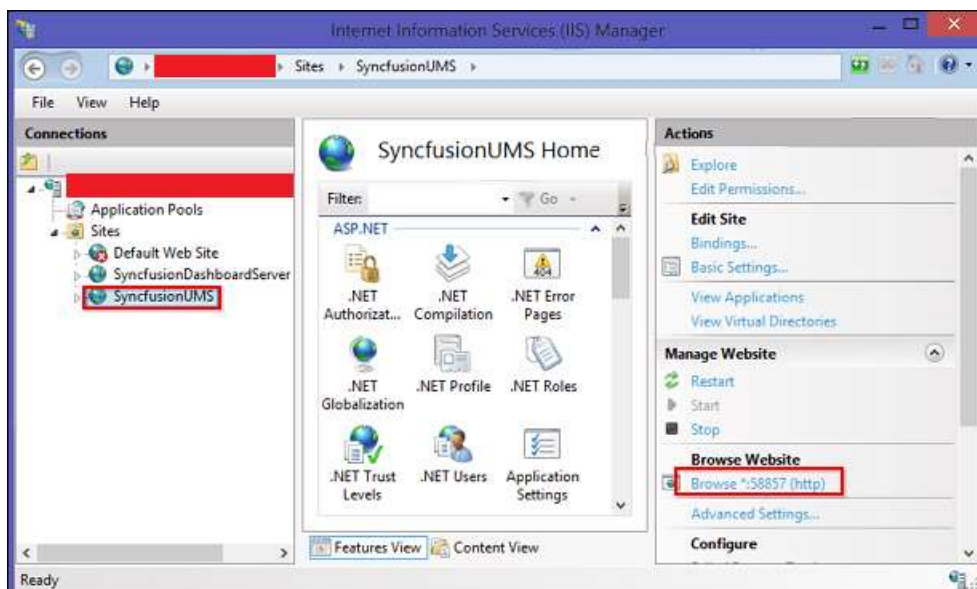 Internet Information Services (IIS) Manager
Sites SyncfusionUMS
File View Help
Connections
Application Pools
Sites
Default Web Site
SyncfusionDashboardServer
SyncfusionUMS
SyncfusionUMS Home
Filter: Go
ASP.NET
.NET Authorizat...
.NET Compilation
.NET Error Pages
.NET Globalization
.NET Profile
.NET Roles
.NET Trust Levels
.NET Users
Application Settings
Features View Content View
Actions
Explore
Edit Permissions...
Edit Site
Bindings...
Basic Settings...
View Applications
View Virtual Directories
Manage Website
Restart
Start
Stop
Browse Website
Browse *:58857 (http)
Advanced Settings...
Configure
Ready